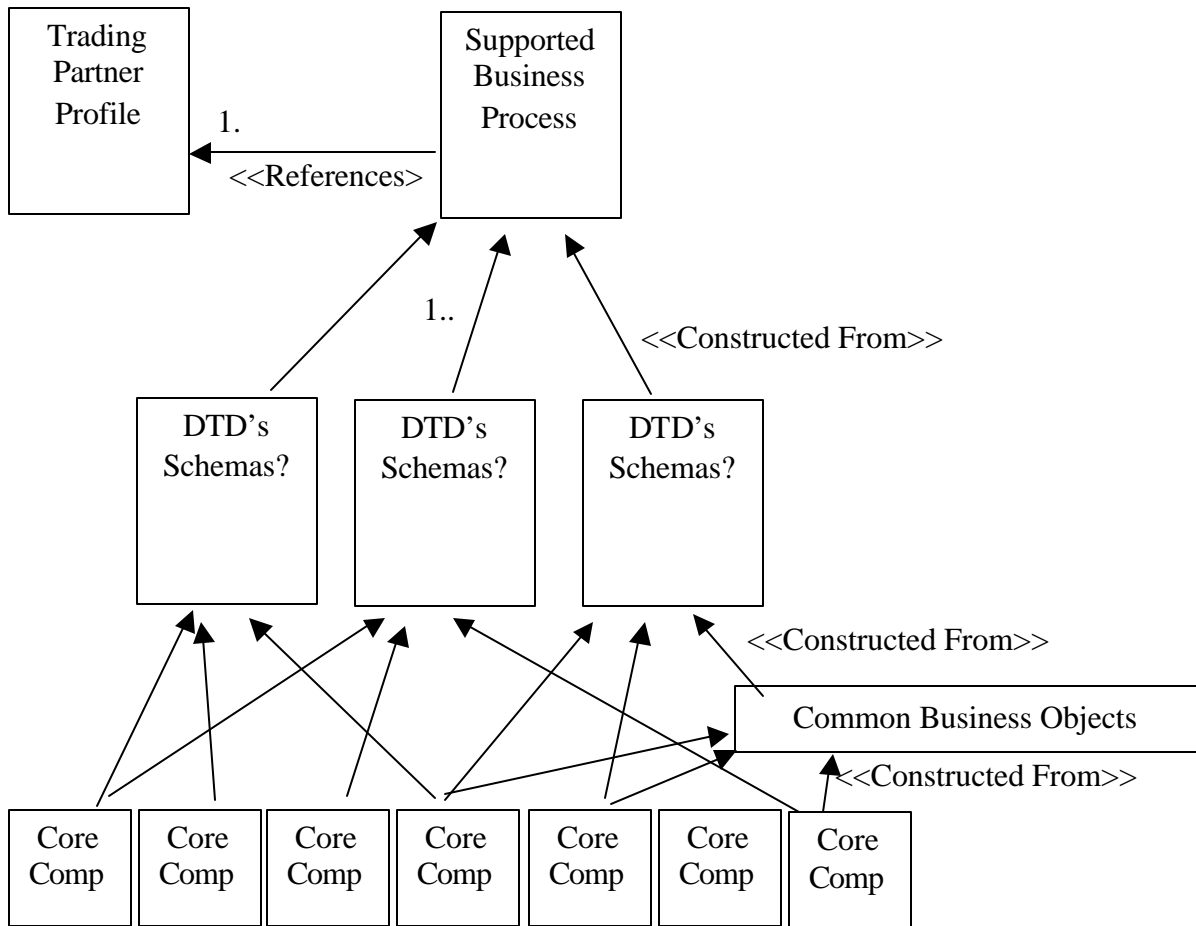 Trading
Partner
Profile
Supported
Business
Process
1.
<<References>
1..
<<Constructed From>>
DTD’s
Schemas?
DTD’s
Schemas?
DTD’s
Schemas?
<<Constructed From>>
Common Business Objects
<<Constructed From>>
Core
Comp
Core
Comp
Core
Comp
Core
Comp
Core
Comp
Core
Comp
Core
Comp